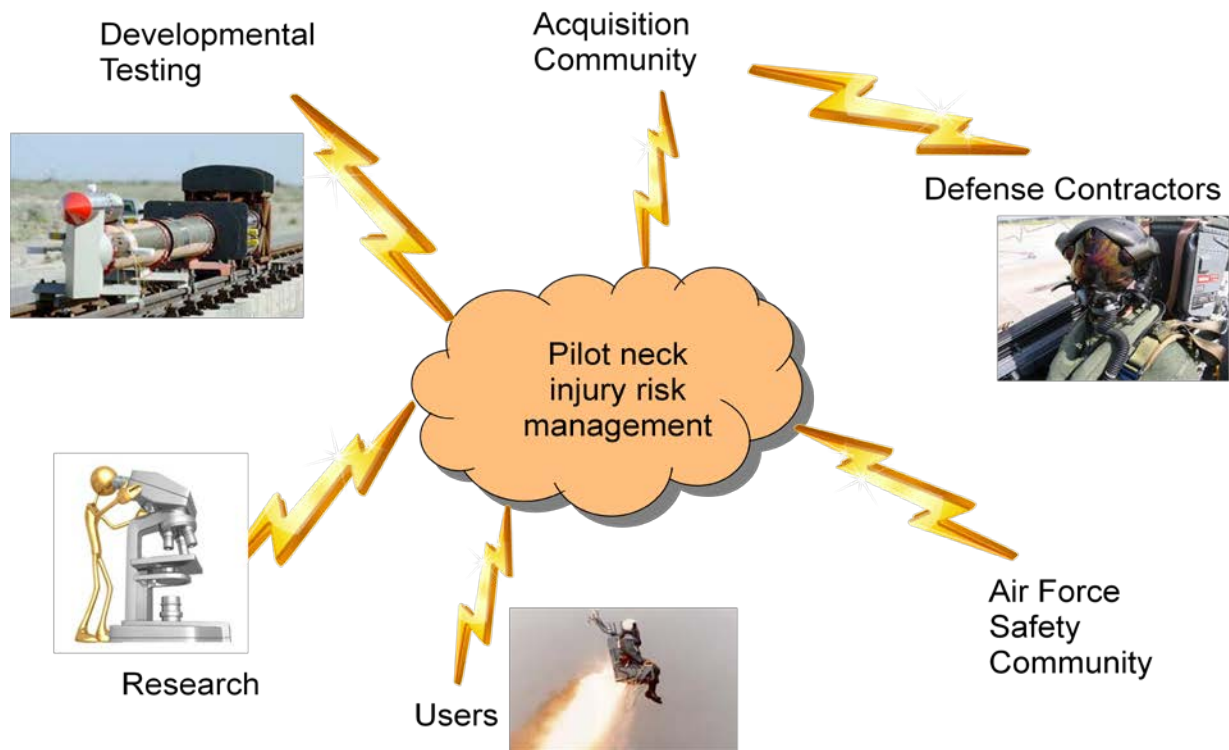 Developmental
Testing
Acquisition
Community
Defense Contractors
Pilot neck
injury risk
management
Research
Users
Air Force
Safety
Community